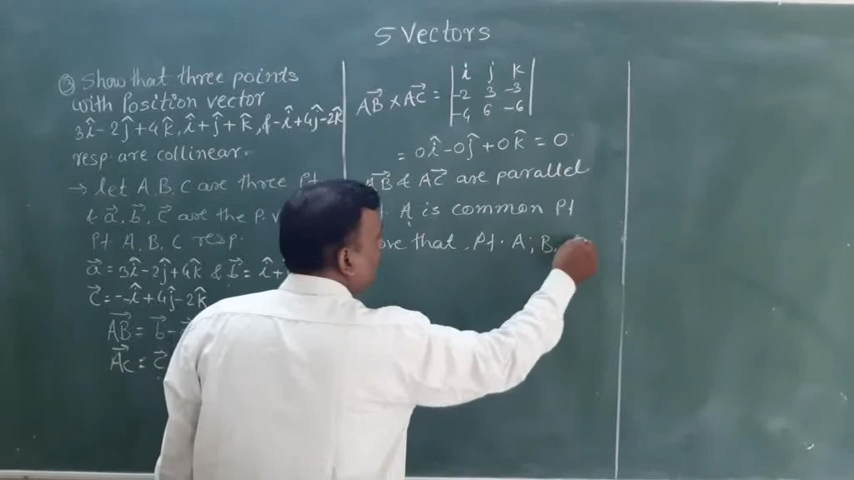 5 Vectors
③ Show that three points
with Position vector
3î-2ĵ+4k̂, î+ĵ+k̂, & -î+4ĵ-2k̂
resp. are collinear.
→ let A, B, C are three Pt
& a⃗, b⃗, c⃗ are the P.
Pt A, B, C resp.
a⃗ = 3î-2ĵ+4k̂ & b⃗ = î+
c⃗ = -î+4ĵ-2k̂
AB⃗ = b⃗ -
AC⃗ = c⃗
AB⃗ × AC⃗ = | i j k |
| -2 3 -3 |
| -4 6 -6 |
= 0î-0ĵ+0k̂ = 0
AB⃗ & AC⃗ are parallel
A is common Pt
that Pt. A, B,